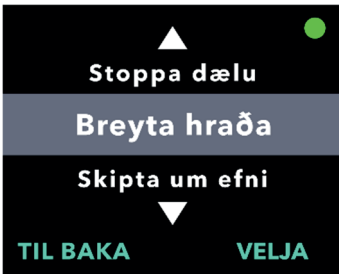 Stoppa dælu
Breyta hraða
Skipta um efni
TIL BAKA VELJA